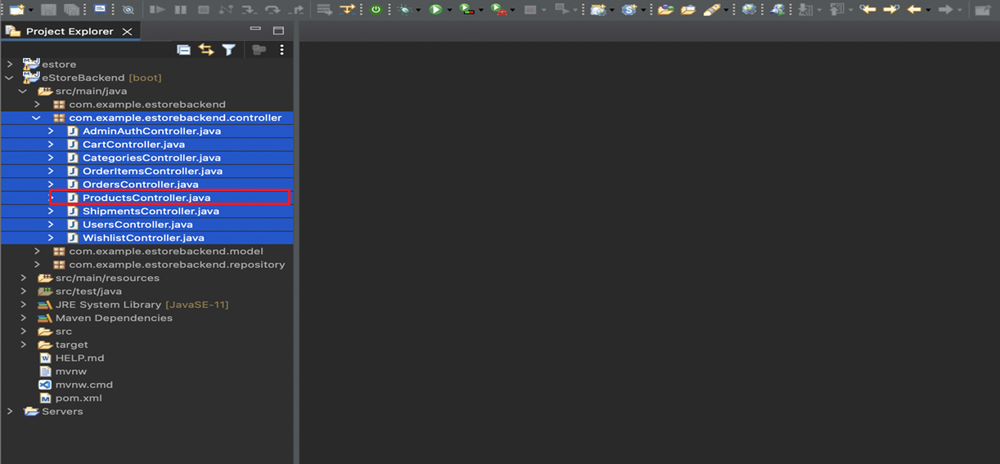 Project Explorer
estore
eStoreBackend [boot]
src/main/java
com.example.estorebackend
com.example.estorebackend.controller
AdminAuthController.java
CartController.java
CategoriesController.java
OrderItemsController.java
OrdersController.java
ProductsController.java
ShipmentsController.java
UsersController.java
WishlistController.java
com.example.estorebackend.model
com.example.estorebackend.repository
src/main/resources
src/test/java
JRE System Library [JavaSE-11]
Maven Dependencies
src
target
HELP.md
mvnw
mvnw.cmd
pom.xml
Servers